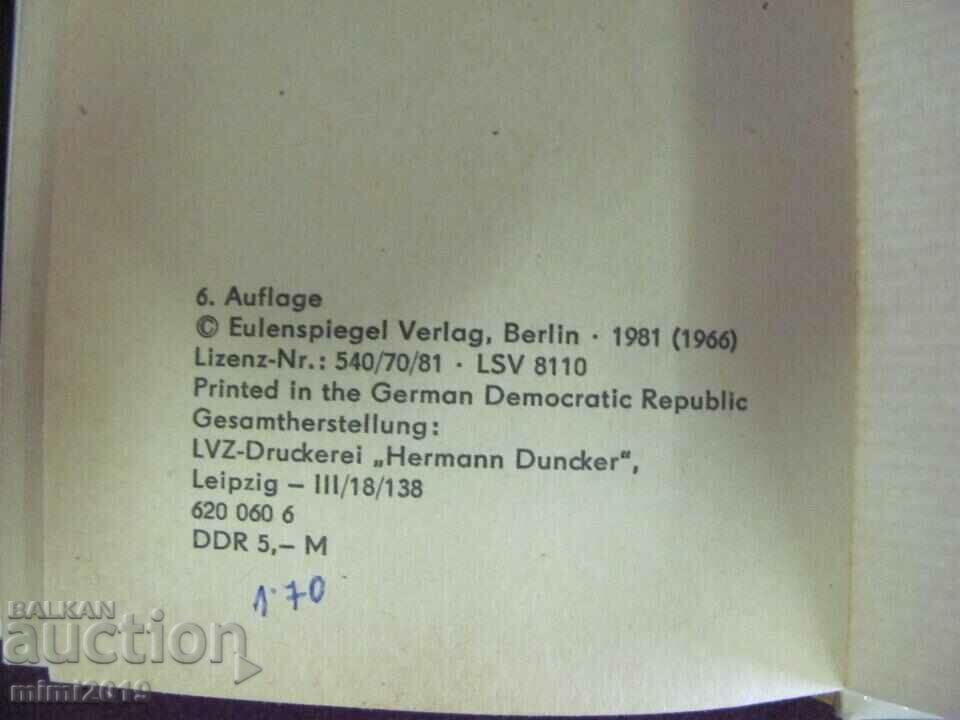 6. Auflage
© Eulenspiegel Verlag, Berlin · 1981 (1966)
Lizenz-Nr.: 540/70/81 · LSV 8110
Printed in the German Democratic Republic
Gesamtherstellung:
LVZ-Druckerei „Hermann Duncker“,
Leipzig – III/18/138
620 060 6
DDR 5,– M
1·70
BALKAN
auction
mimi2019